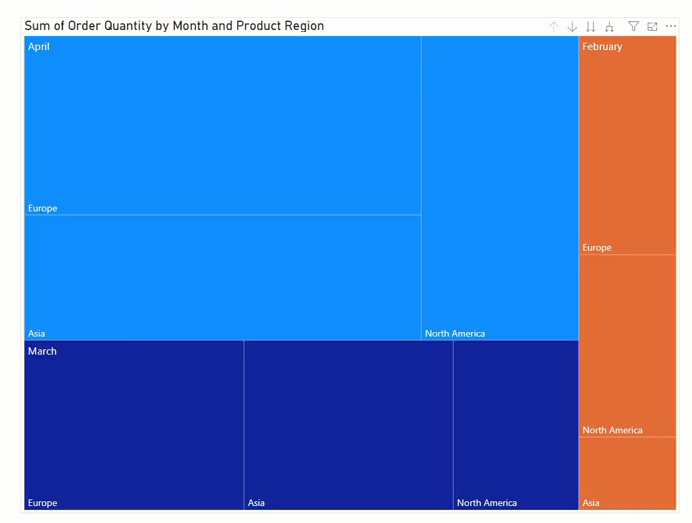 Sum of Order Quantity by Month and Product Region
April
February
Europe
Europe
Asia
North America
March
North America
Europe
Asia
North America
Asia